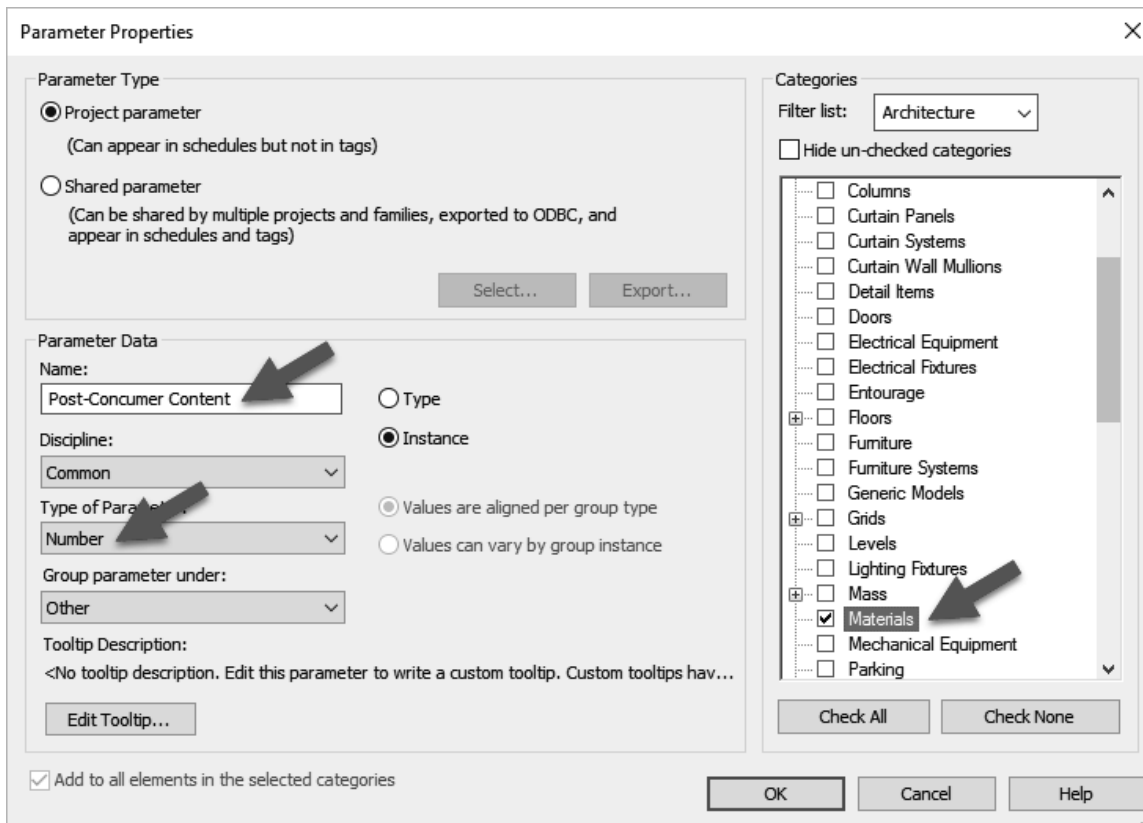 Parameter Properties
Parameter Type
Project parameter
(Can appear in schedules but not in tags)
Shared parameter
(Can be shared by multiple projects and families, exported to ODBC, and
appear in schedules and tags)
Select...
Export...
Parameter Data
Name:
Post-Concumer Content
Type
Discipline:
Instance
Common
Type of Parameter:
Values are aligned per group type
Number
Values can vary by group instance
Group parameter under:
Other
Tooltip Description:
<No tooltip description. Edit this parameter to write a custom tooltip. Custom tooltips hav...
Edit Tooltip...
Add to all elements in the selected categories
Categories
Filter list:
Architecture
Hide un-checked categories
Columns
Curtain Panels
Curtain Systems
Curtain Wall Mullions
Detail Items
Doors
Electrical Equipment
Electrical Fixtures
Entourage
Floors
Furniture
Furniture Systems
Generic Models
Grids
Levels
Lighting Fixtures
Mass
Materials
Mechanical Equipment
Parking
Check All
Check None
OK
Cancel
Help